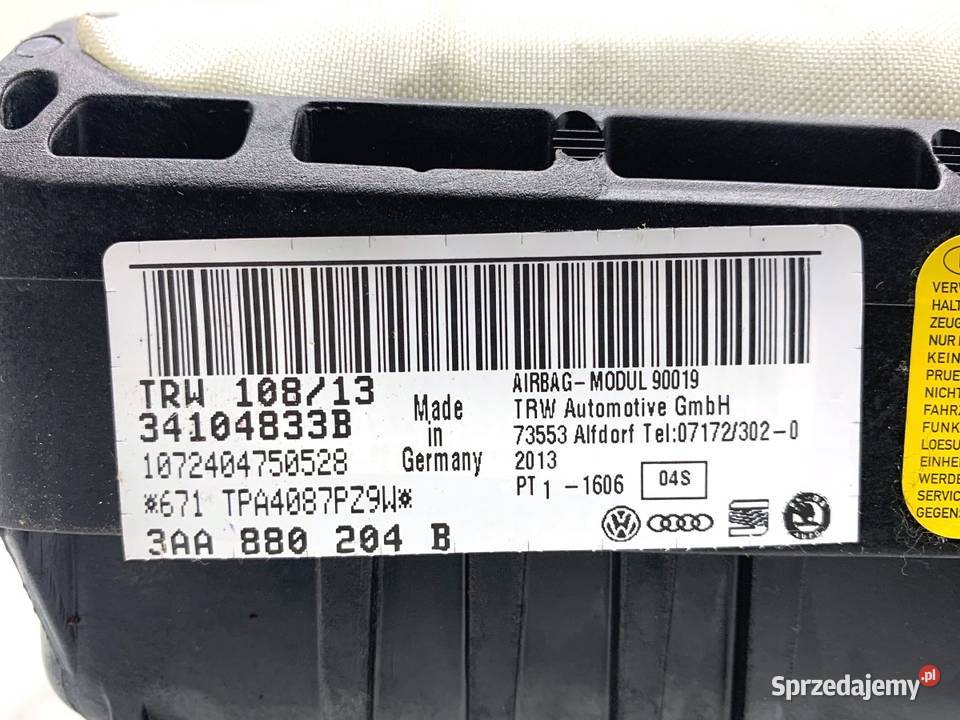 TRW 108/13
34104833B
1072404750528
*671 TPA4087PZ9W*
3AA 880 204 B
Made
in
Germany
AIRBAG-MODUL 90019
TRW Automotive GmbH
73553 Alfdorf Tel:07172/302-0
2013
PT 1 -1606 04S
VERW
HALT
ZEUG
NUR
KEIN
PRUE
NICHT
FAHRZ
FUNK
LOESU
EINHE
WERDE
SERVIC
GEGENS
Sprzedajemy.pl